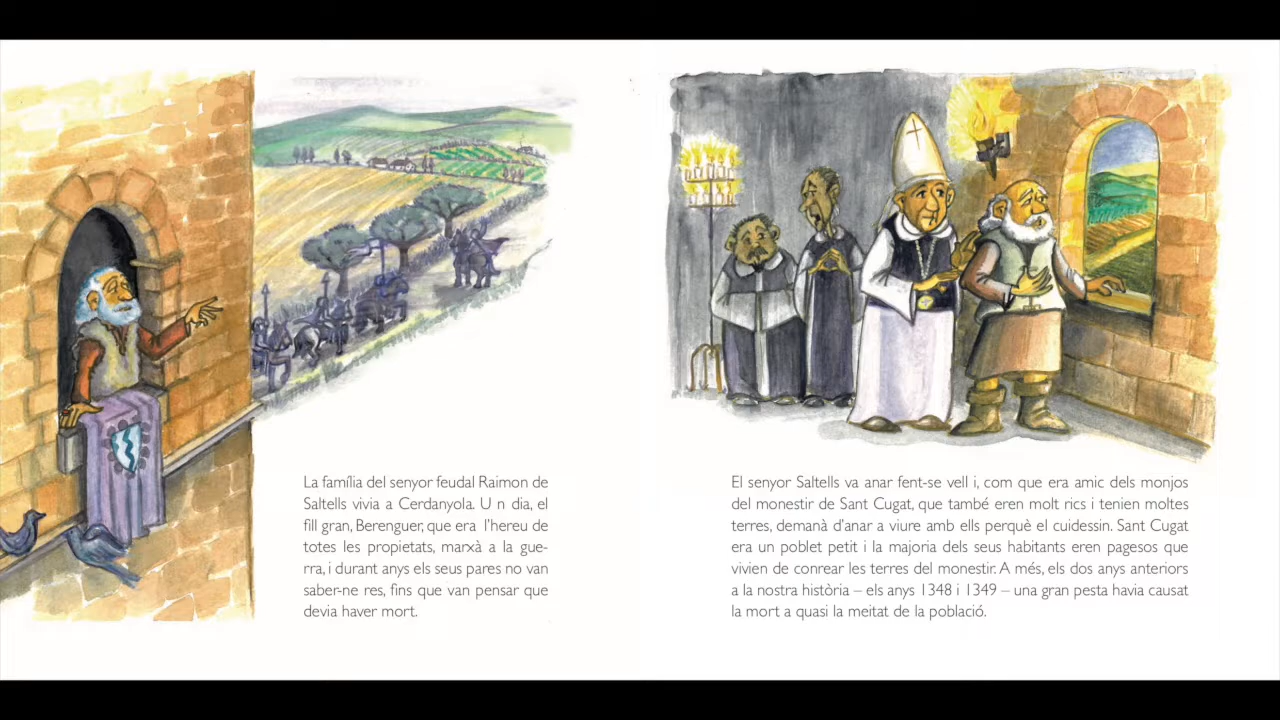 La família del senyor feudal Raimon de
Saltells vivia a Cerdanyola. U n dia, el
fill gran, Berenguer, que era l'hereu de
totes les propietats, marxà a la gue-
rra, i durant anys els seus pares no van
saber-ne res, fins que van pensar que
devia haver mort.
El senyor Saltells va anar fent-se vell i, com que era amic dels monjos
del monestir de Sant Cugat, que també eren molt rics i tenien moltes
terres, demanà d'anar a viure amb ells perquè el cuidessin. Sant Cugat
era un poblet petit i la majoria dels seus habitants eren pagesos que
vivien de conrear les terres del monestir. A més, els dos anys anteriors
a la nostra història – els anys 1348 i 1349 – una gran pesta havia causat
la mort a quasi la meitat de la població.